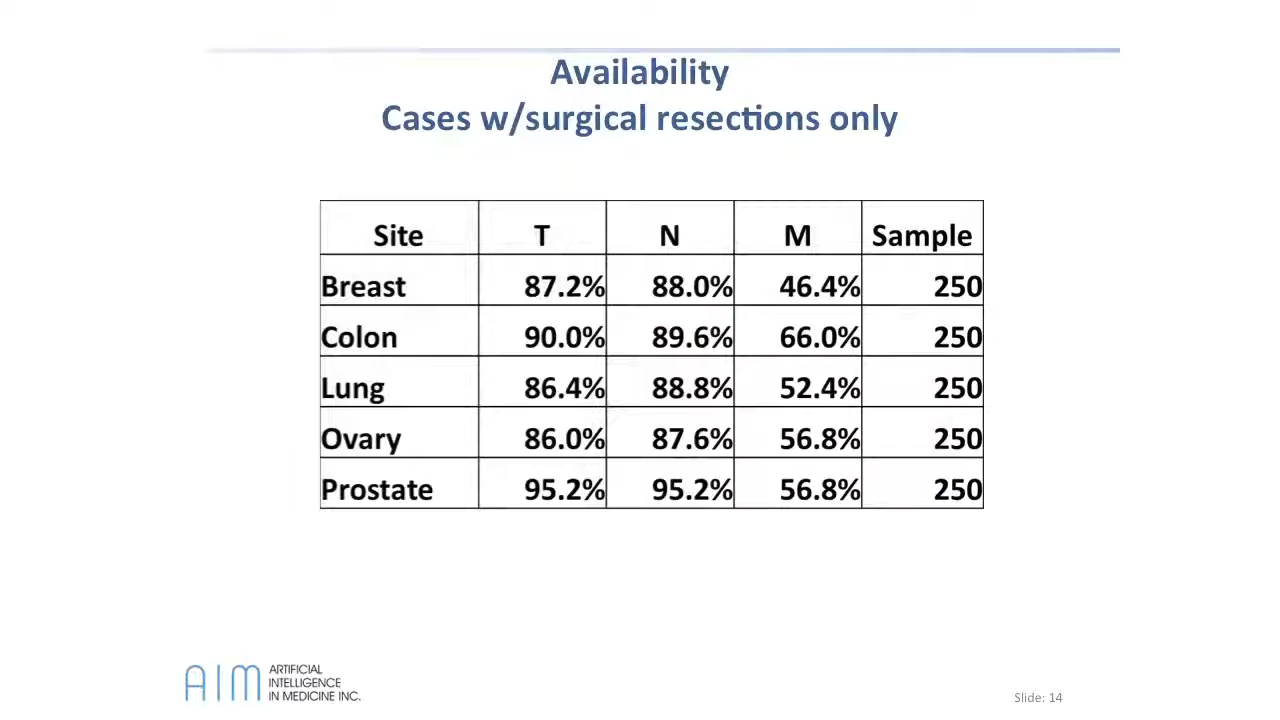 Availability
Cases w/surgical resections only
Site T N M Sample
Breast 87.2% 88.0% 46.4% 250
Colon 90.0% 89.6% 66.0% 250
Lung 86.4% 88.8% 52.4% 250
Ovary 86.0% 87.6% 56.8% 250
Prostate 95.2% 95.2% 56.8% 250
AIM ARTIFICIAL
INTELLIGENCE
IN MEDICINE INC.
Slide: 14